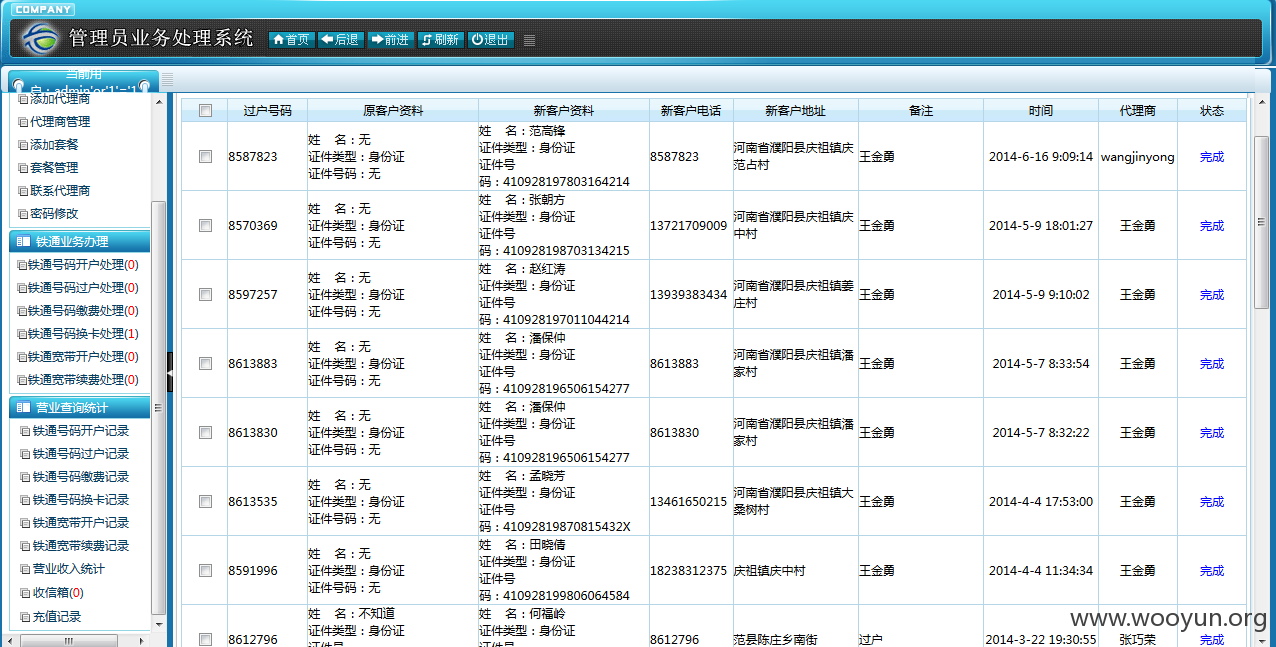 COMPANY
管理员业务处理系统 首页 后退 前进 刷新 退出
当前用
户：admin'or'1'='1
添加代理商
代理商管理
添加套餐
套餐管理
联系代理商
密码修改
铁通业务办理
铁通号码开户处理(0)
铁通号码过户处理(0)
铁通号码缴费处理(0)
铁通号码换卡处理(1)
铁通宽带开户处理(0)
铁通宽带续费处理(0)
营业查询统计
铁通号码开户记录
铁通号码过户记录
铁通号码缴费记录
铁通号码换卡记录
铁通宽带开户记录
铁通宽带续费记录
营业收入统计
收信箱(0)
充值记录
过户号码 原客户资料 新客户资料 新客户电话 新客户地址 备注 时间 代理商 状态
8587823
姓 名：无
证件类型：身份证
证件号码：无
姓 名：范高锋
证件类型：身份证
证件号
码：410928197803164214
8587823
河南省濮阳县庆祖镇庆
范占村
王金勇
2014-6-16 9:09:14
wangjinyong
完成
8570369
姓 名：无
证件类型：身份证
证件号码：无
姓 名：张朝方
证件类型：身份证
证件号
码：410928198703134215
13721709009
河南省濮阳县庆祖镇庆
中村
王金勇
2014-5-9 18:01:27
王金勇
完成
8597257
姓 名：无
证件类型：身份证
证件号码：无
姓 名：赵红涛
证件类型：身份证
证件号
码：410928197011044214
13939383434
河南省濮阳县庆祖镇姜
庄村
王金勇
2014-5-9 9:10:02
王金勇
完成
8613883
姓 名：无
证件类型：身份证
证件号码：无
姓 名：潘保仲
证件类型：身份证
证件号
码：410928196506154277
8613883
河南省濮阳县庆祖镇潘
家村
王金勇
2014-5-7 8:33:54
王金勇
完成
8613830
姓 名：无
证件类型：身份证
证件号码：无
姓 名：潘保仲
证件类型：身份证
证件号
码：410928196506154277
8613830
河南省濮阳县庆祖镇潘
家村
王金勇
2014-5-7 8:32:22
王金勇
完成
8613535
姓 名：无
证件类型：身份证
证件号码：无
姓 名：孟晓芳
证件类型：身份证
证件号
码：41092819870815432X
13461650215
河南省濮阳县庆祖镇大
桑树村
王金勇
2014-4-4 17:53:00
王金勇
完成
8591996
姓 名：无
证件类型：身份证
证件号码：无
姓 名：田晓倩
证件类型：身份证
证件号
码：410928199806064584
18238312375
庆祖镇庆中村
王金勇
2014-4-4 11:34:34
王金勇
完成
8612796
姓 名：不知道
证件类型：身份证
姓 名：何福岭
证件类型：身份证
证件号
8612796
范县陈庄乡南街
过户
2014-3-22 19:30:55
张巧荣
完成
www.wooyun.org